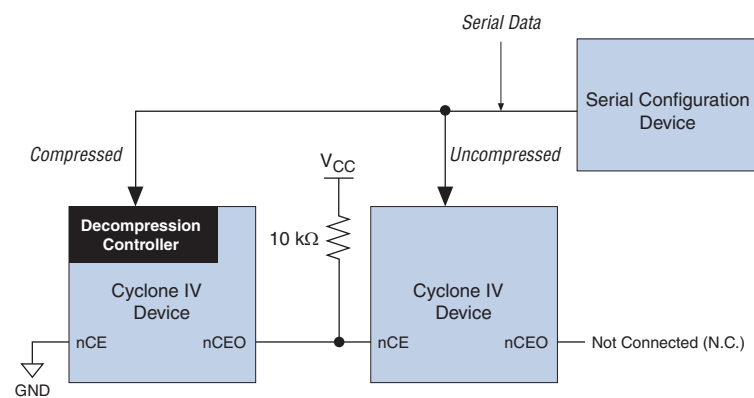 Serial Data
Serial Configuration
Device
Compressed
Uncompressed
VCC
Decompression
Controller
10 kΩ
Cyclone IV
Device
Cyclone IV
Device
nCE
nCEO
nCE
nCEO
Not Connected (N.C.)
GND